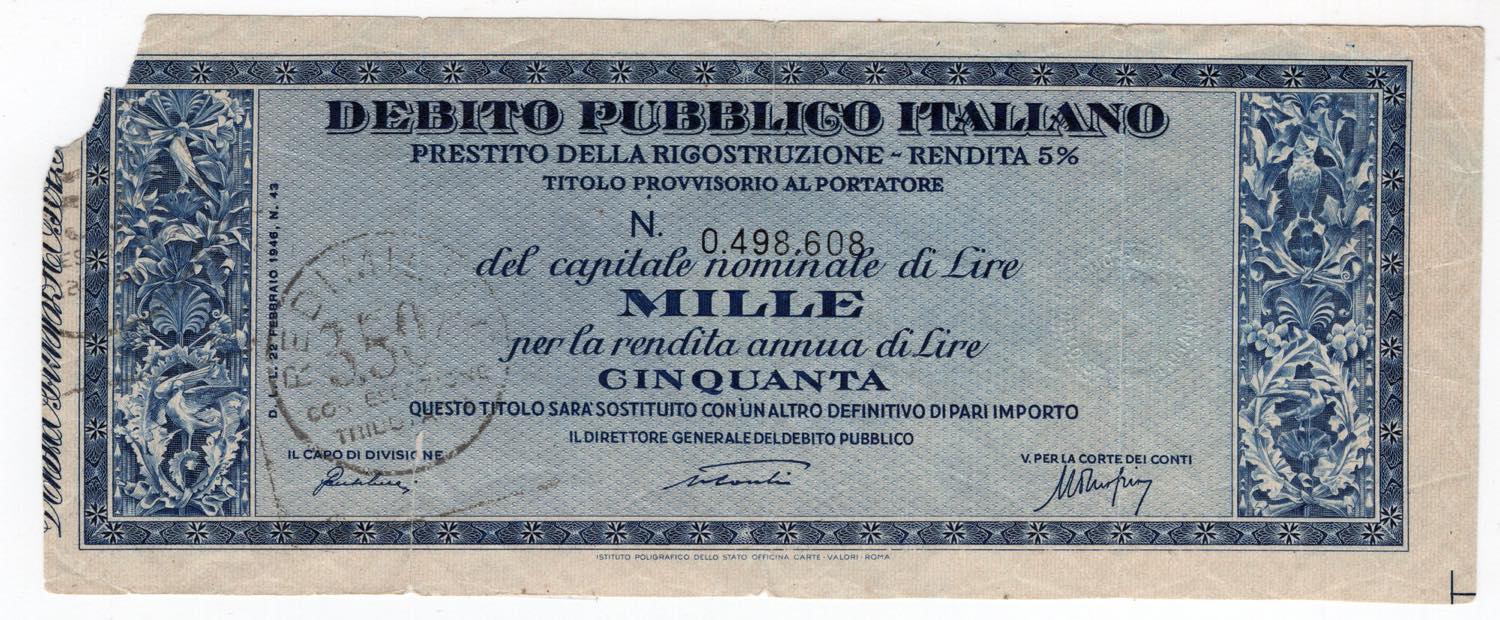 DEBITO PUBBLICO ITALIANO
PRESTITO DELLA RICOSTRUZIONE - RENDITA 5%
TITOLO PROVVISORIO AL PORTATORE
N. 0.498.608
del capitale nominale di Lire
MILLE
per la rendita annua di Lire
CINQUANTA
QUESTO TITOLO SARA' SOSTITUITO CON UN ALTRO DEFINITIVO DI PARI IMPORTO
IL DIRETTORE GENERALE DEL DEBITO PUBBLICO
IL CAPO DI DIVISIONE
V. PER LA CORTE DEI CONTI
D. L. L. 22 FEBBRAIO 1946, N. 43
ISTITUTO POLIGRAFICO DELLO STATO OFFICINA CARTE-VALORI-ROMA